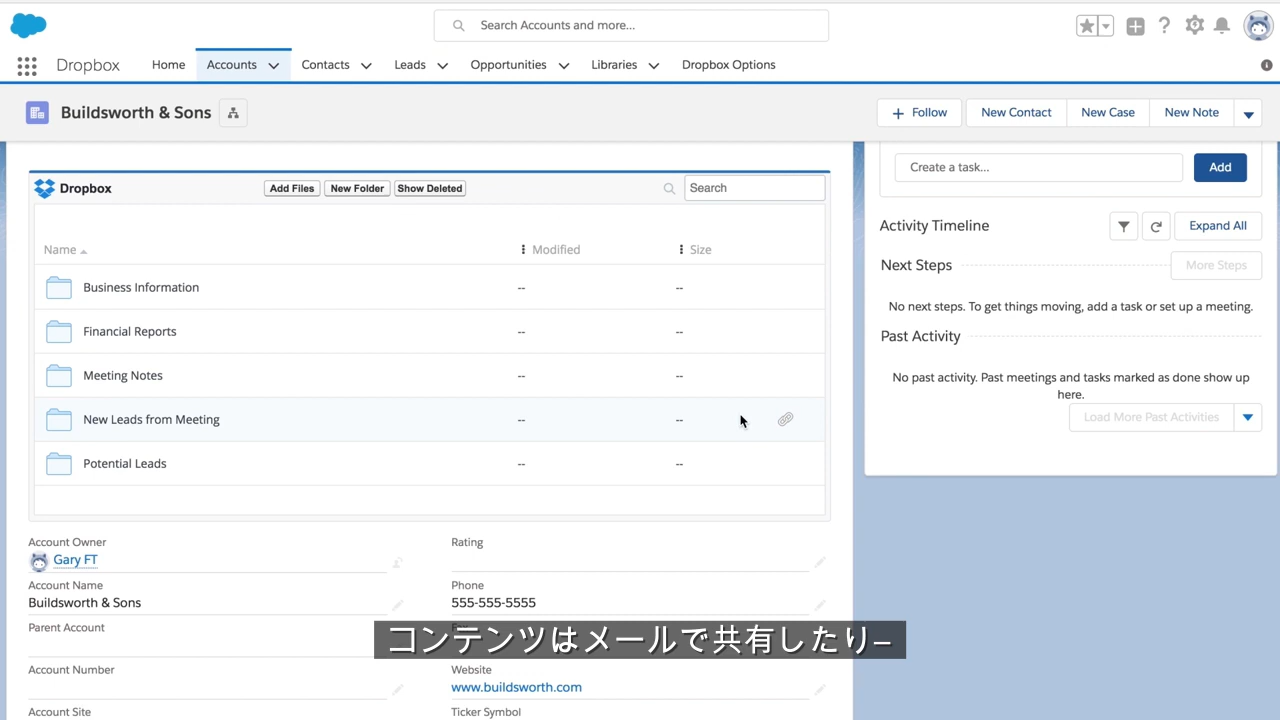 Search Accounts and more...
Dropbox Home Accounts Contacts Leads Opportunities Libraries Dropbox Options
Buildsworth & Sons
Follow New Contact New Case New Note
Dropbox Add Files New Folder Show Deleted Search
Name Modified Size
Business Information -- --
Financial Reports -- --
Meeting Notes -- --
New Leads from Meeting -- --
Potential Leads -- --
Create a task... Add
Activity Timeline Expand All
Next Steps More Steps
No next steps. To get things moving, add a task or set up a meeting.
Past Activity
No past activity. Past meetings and tasks marked as done show up
here.
Load More Past Activities
Account Owner
Gary FT
Rating
Account Name
Buildsworth & Sons
Phone
555-555-5555
Parent Account
コンテンツはメールで共有したり–
Account Number
Website
www.buildsworth.com
Account Site
Ticker Symbol